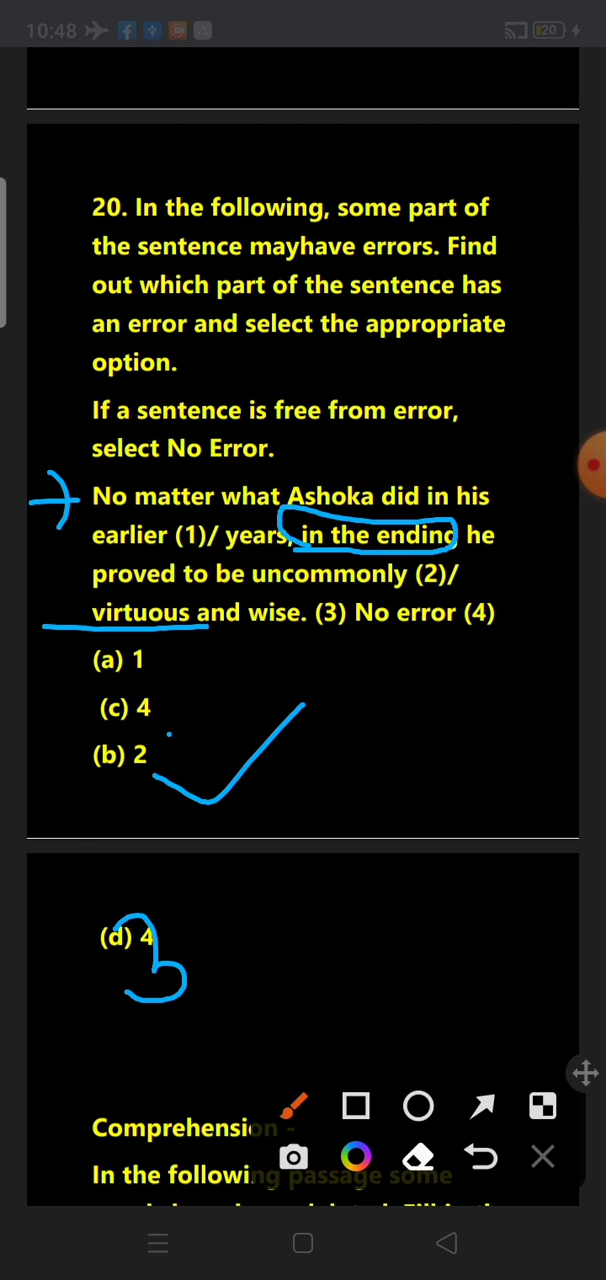 10:48
20
20. In the following, some part of
the sentence mayhave errors. Find
out which part of the sentence has
an error and select the appropriate
option.
If a sentence is free from error,
select No Error.
No matter what Ashoka did in his
earlier (1)/ years, in the ending he
proved to be uncommonly (2)/
virtuous and wise. (3) No error (4)
(a) 1
(c) 4
(b) 2
(d) 4
3
Comprehension -
In the following passage some